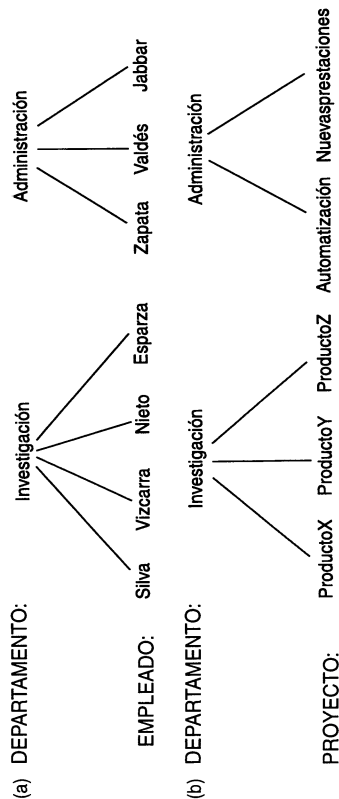 (a) DEPARTAMENTO: Investigación Administración
EMPLEADO: Silva Vizcarra Nieto Esparza Zapata Valdés Jabbar
(b) DEPARTAMENTO: Investigación Administración
PROYECTO: ProductoX ProductoY ProductoZ Automatización Nuevasprestaciones